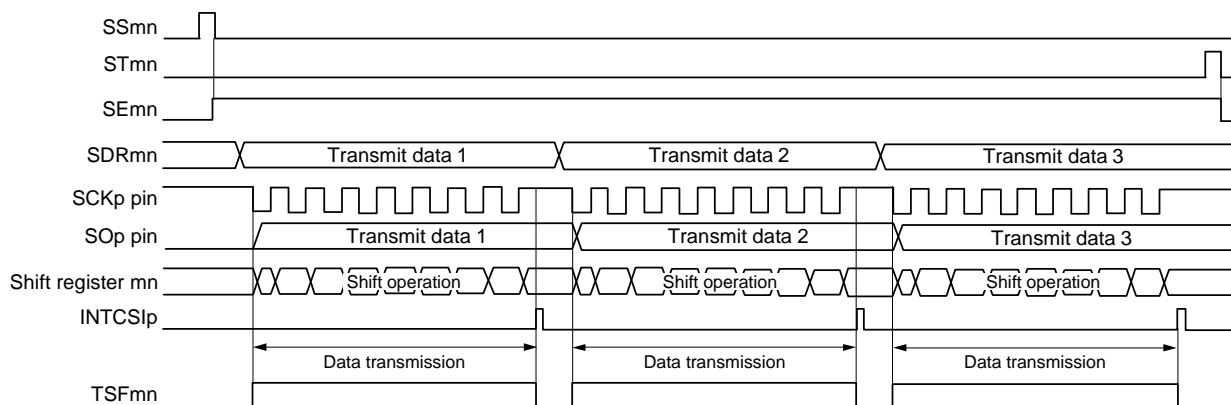 SSmn
STmn
SEmn
SDRmn Transmit data 1 Transmit data 2 Transmit data 3
SCKp pin
SOp pin Transmit data 1 Transmit data 2 Transmit data 3
Shift register mn Shift operation Shift operation Shift operation
INTCSIp
Data transmission Data transmission Data transmission
TSFmn